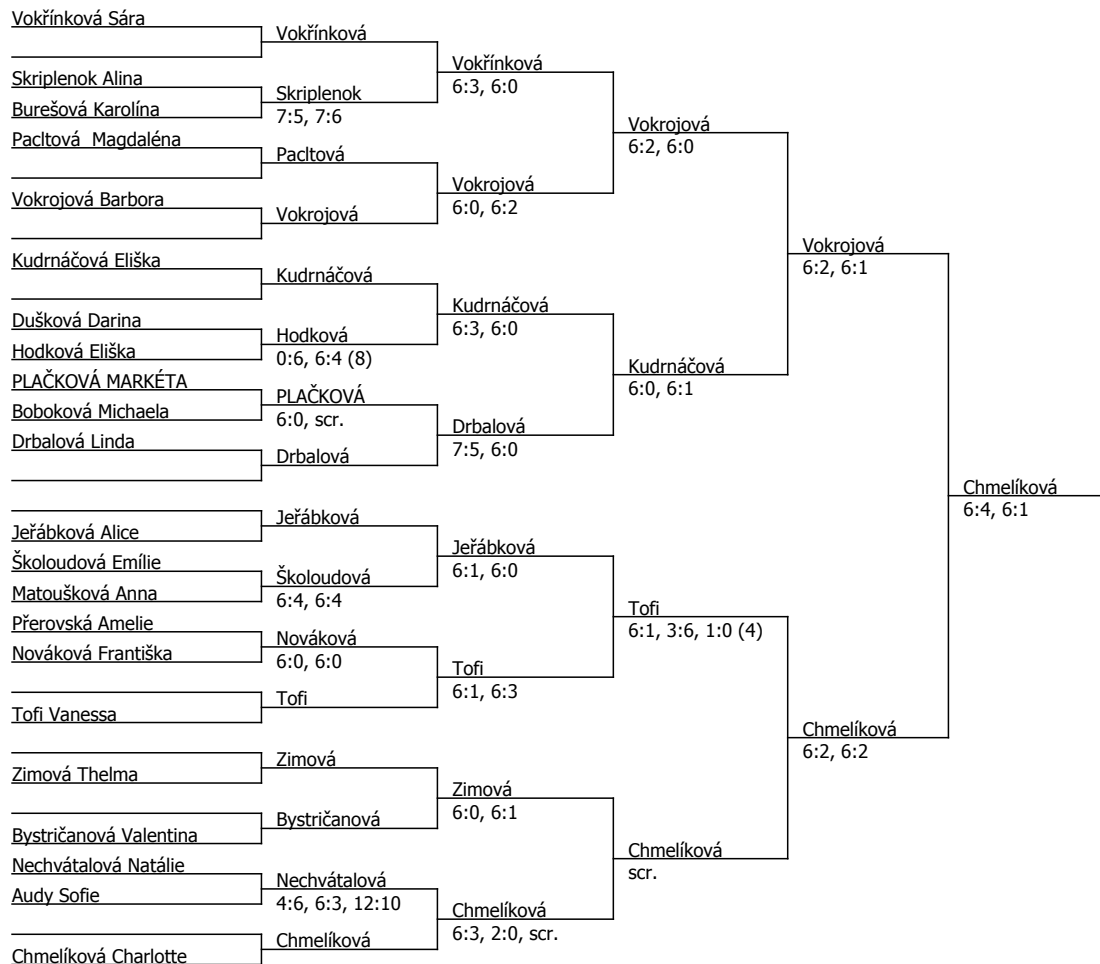 Vokřínková Sára
Vokřínková
Vokřínková
6:3, 6:0
Skriplenok Alina
Skriplenok
7:5, 7:6
Burešová Karolína
Vokrojová
6:2, 6:0
Pacltová  Magdaléna
Pacltová
Vokrojová
6:0, 6:2
Vokrojová Barbora
Vokrojová
Vokrojová
6:2, 6:1
Kudrnáčová Eliška
Kudrnáčová
Kudrnáčová
6:3, 6:0
Dušková Darina
Hodková
0:6, 6:4 (8)
Hodková Eliška
Kudrnáčová
6:0, 6:1
PLAČKOVÁ MARKÉTA
PLAČKOVÁ
6:0, scr.
Boboková Michaela
Drbalová
7:5, 6:0
Drbalová Linda
Drbalová
Chmelíková
6:4, 6:1
Jeřábková
Jeřábková Alice
Jeřábková
6:1, 6:0
Školoudová Emílie
Školoudová
6:4, 6:4
Matoušková Anna
Tofi
6:1, 3:6, 1:0 (4)
Přerovská Amelie
Nováková
6:0, 6:0
Nováková Františka
Tofi
6:1, 6:3
Tofi
Tofi Vanessa
Chmelíková
6:2, 6:2
Zimová
Zimová Thelma
Zimová
6:0, 6:1
Bystričanová
Bystričanová Valentina
Chmelíková
scr.
Nechvátalová Natálie
Nechvátalová
4:6, 6:3, 12:10
Audy Sofie
Chmelíková
6:3, 2:0, scr.
Chmelíková
Chmelíková Charlotte